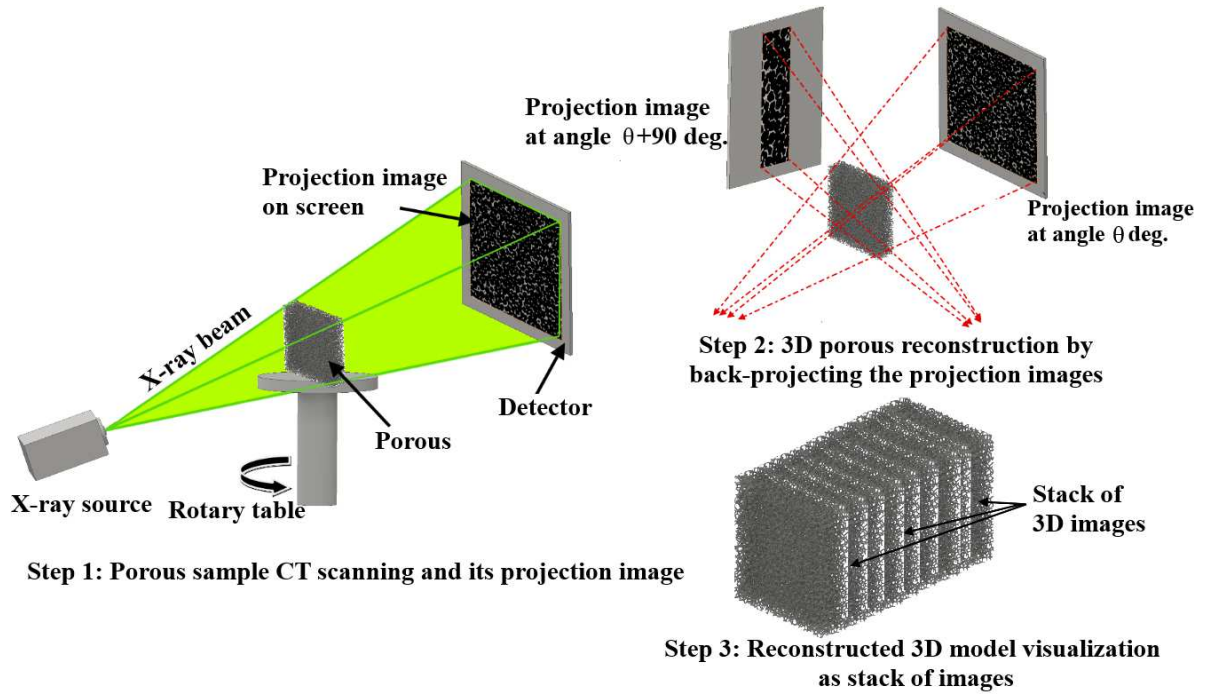 Projection image
on screen
X-ray beam
Detector
Porous
X-ray source
Rotary table
Step 1: Porous sample CT scanning and its projection image
Projection image
at angle θ+90 deg.
Projection image
at angle θ deg.
Step 2: 3D porous reconstruction by
back-projecting the projection images
Stack of
3D images
Step 3: Reconstructed 3D model visualization
as stack of images